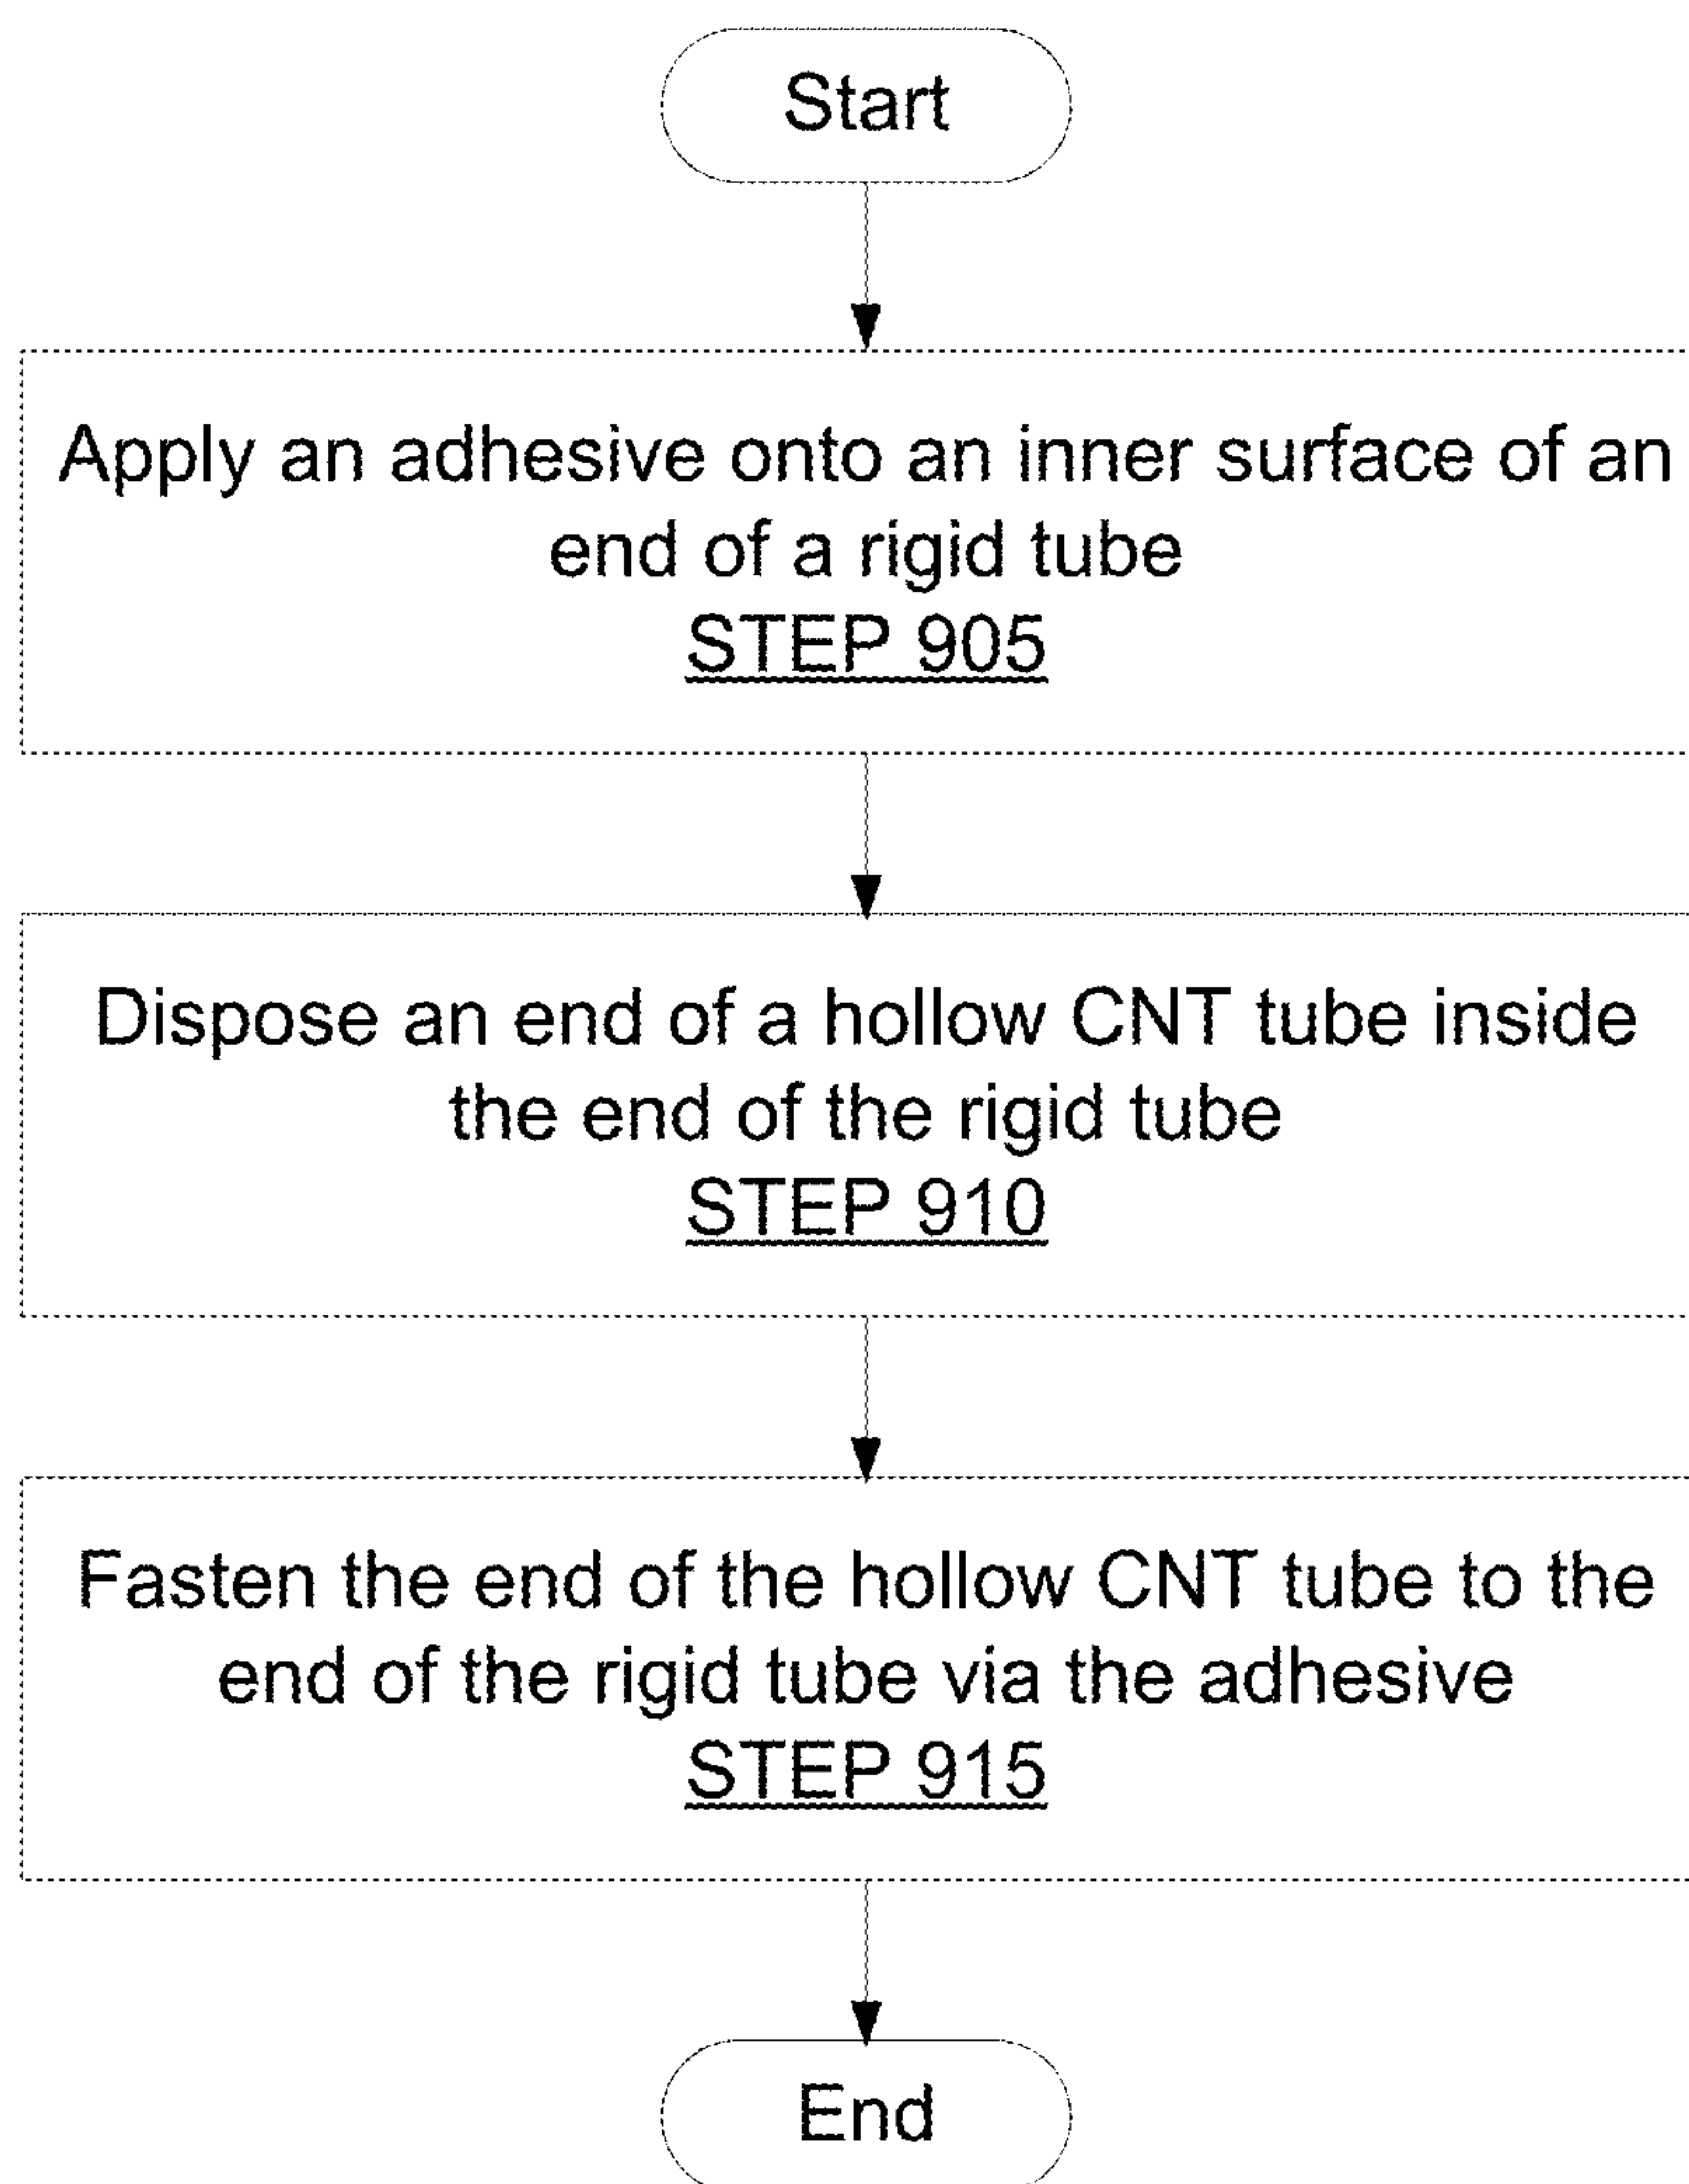 Start
Apply an adhesive onto an inner surface of an
end of a rigid tube
STEP 905
Dispose an end of a hollow CNT tube inside
the end of the rigid tube
STEP 910
Fasten the end of the hollow CNT tube to the
end of the rigid tube via the adhesive
STEP 915
End